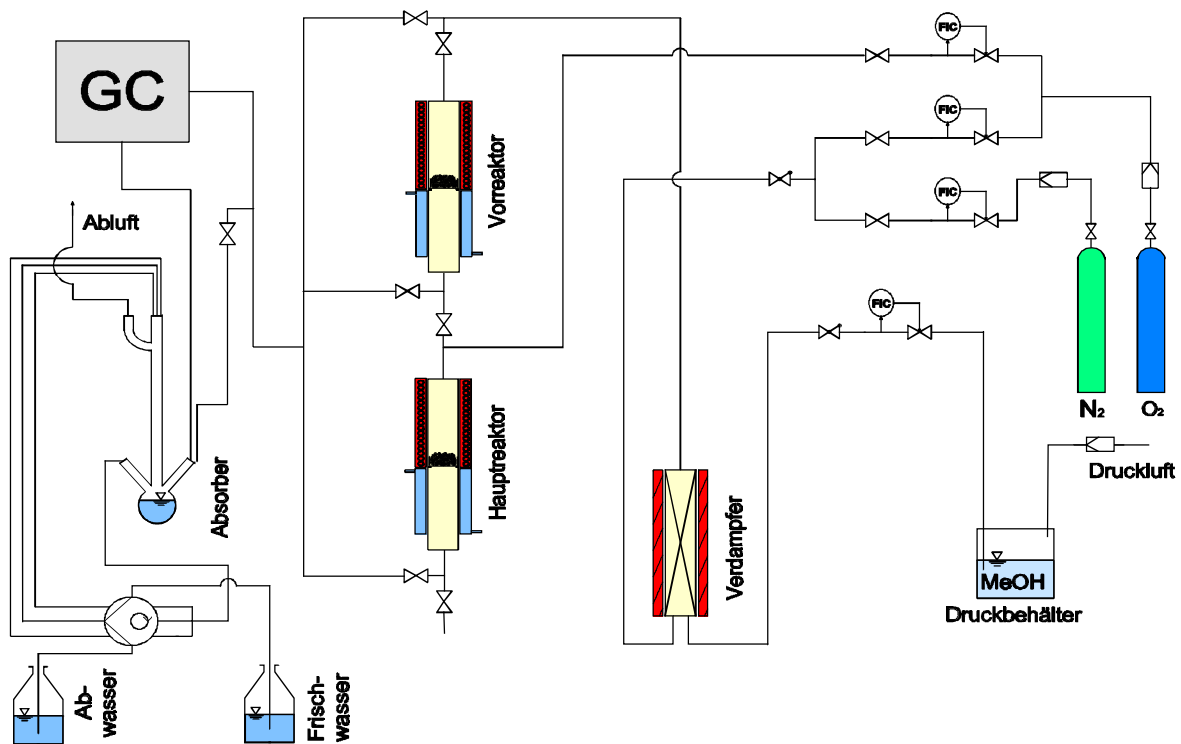 FIC
GC
FIC
Vorreaktor
FIC
Abluft
FIC
N2
O2
Druckluft
Hauptreaktor
Absorber
Verdampfer
MeOH
Druckbehälter
Ab-
wasser
Frisch-
wasser